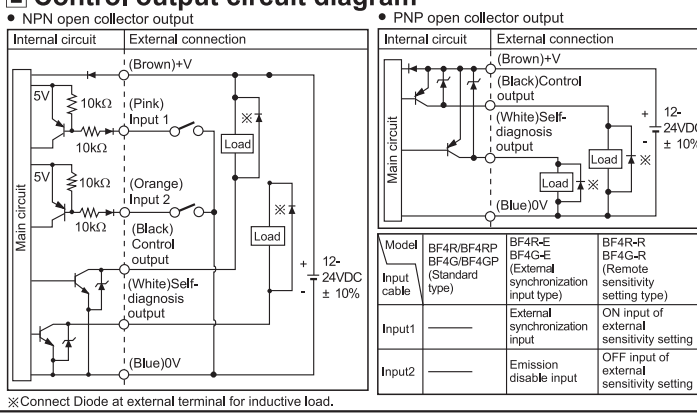 Control output circuit diagram
• NPN open collector output
Internal circuit
External connection
(Brown)+V
5V
10kΩ
(Pink)
Input 1
10kΩ
※
Load
5V
10kΩ
(Orange)
Input 2
10kΩ
(Black)
Control
output
※
Load
Main circuit
(White)Self-
diagnosis
output
+
-
12-
24VDC
± 10%
(Blue)0V
※Connect Diode at external terminal for inductive load.
• PNP open collector output
Internal circuit
External connection
(Brown)+V
(Black)Control
output
(White)Self-
diagnosis
output
Main circuit
Load
※
Load
※
+
-
12-
24VDC
± 10%
(Blue)0V
Model
Input
cable
BF4R/BF4RP
BF4G/BF4GP
(Standard
type)
BF4R-E
BF4G-E
(External
synchronization
input type)
BF4R-R
BF4G-R
(Remote
sensitivity
setting type)
Input1
External
synchronization
input
ON input of
external
sensitivity setting
Input2
Emission
disable input
OFF input of
external
sensitivity setting